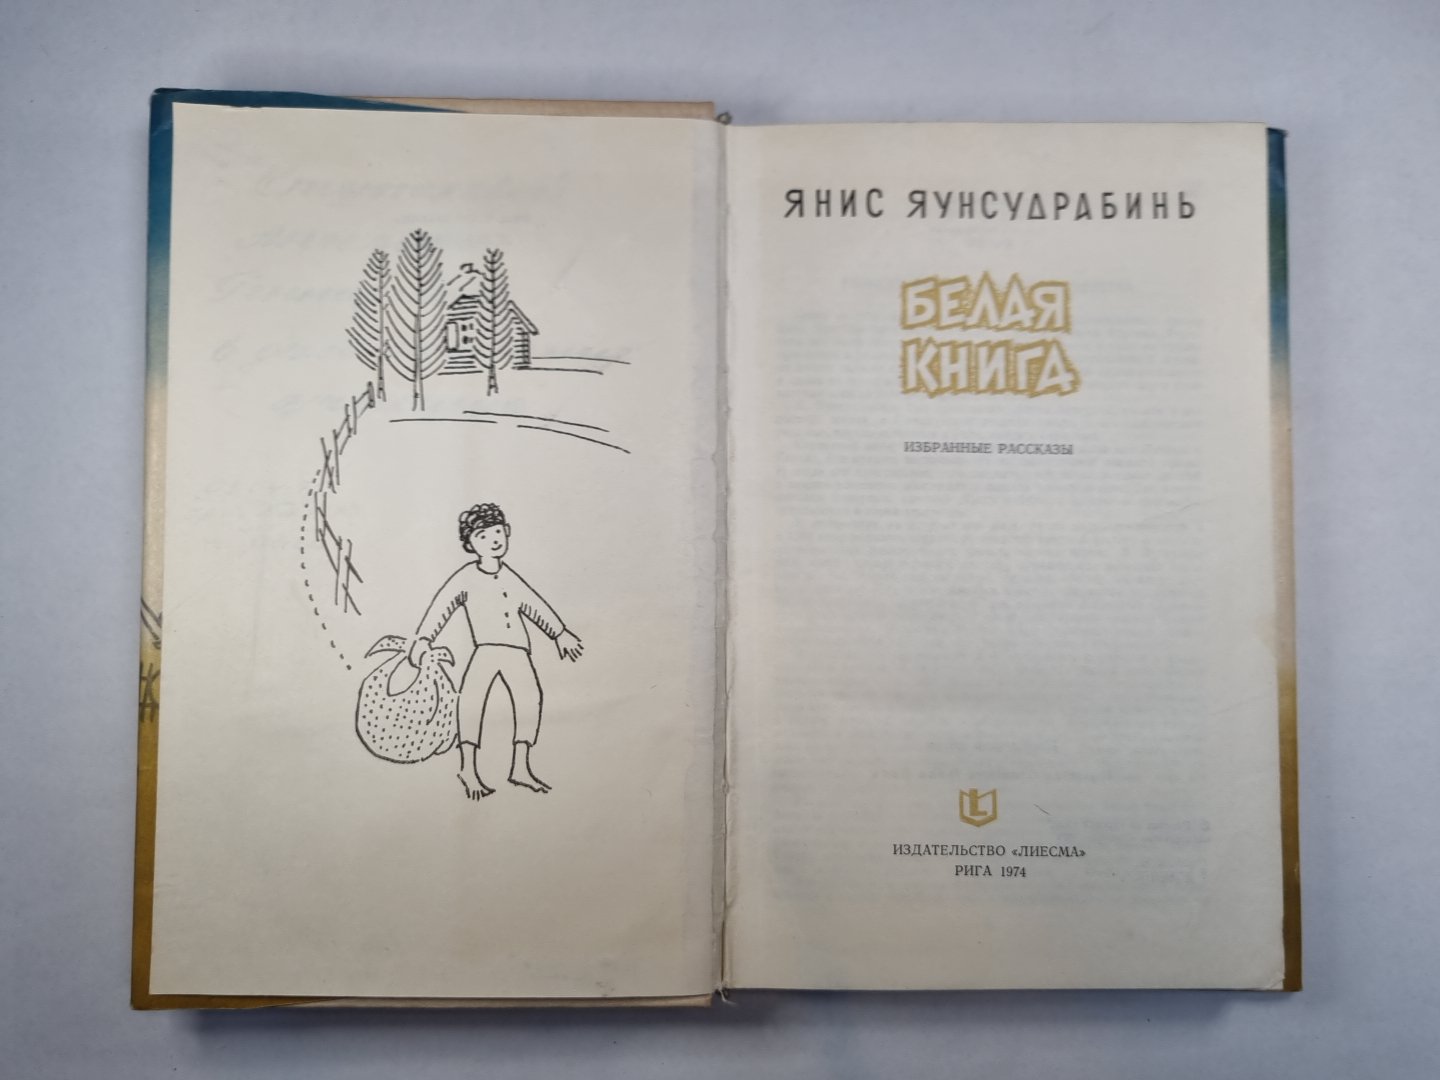 ЯНИС ЯУНСУДРАБИНЬ
БЕЛАЯ
КНИГА
ИЗБРАННЫЕ РАССКАЗЫ
L
ИЗДАТЕЛЬСТВО «ЛИЕСМА»
РИГА 1974